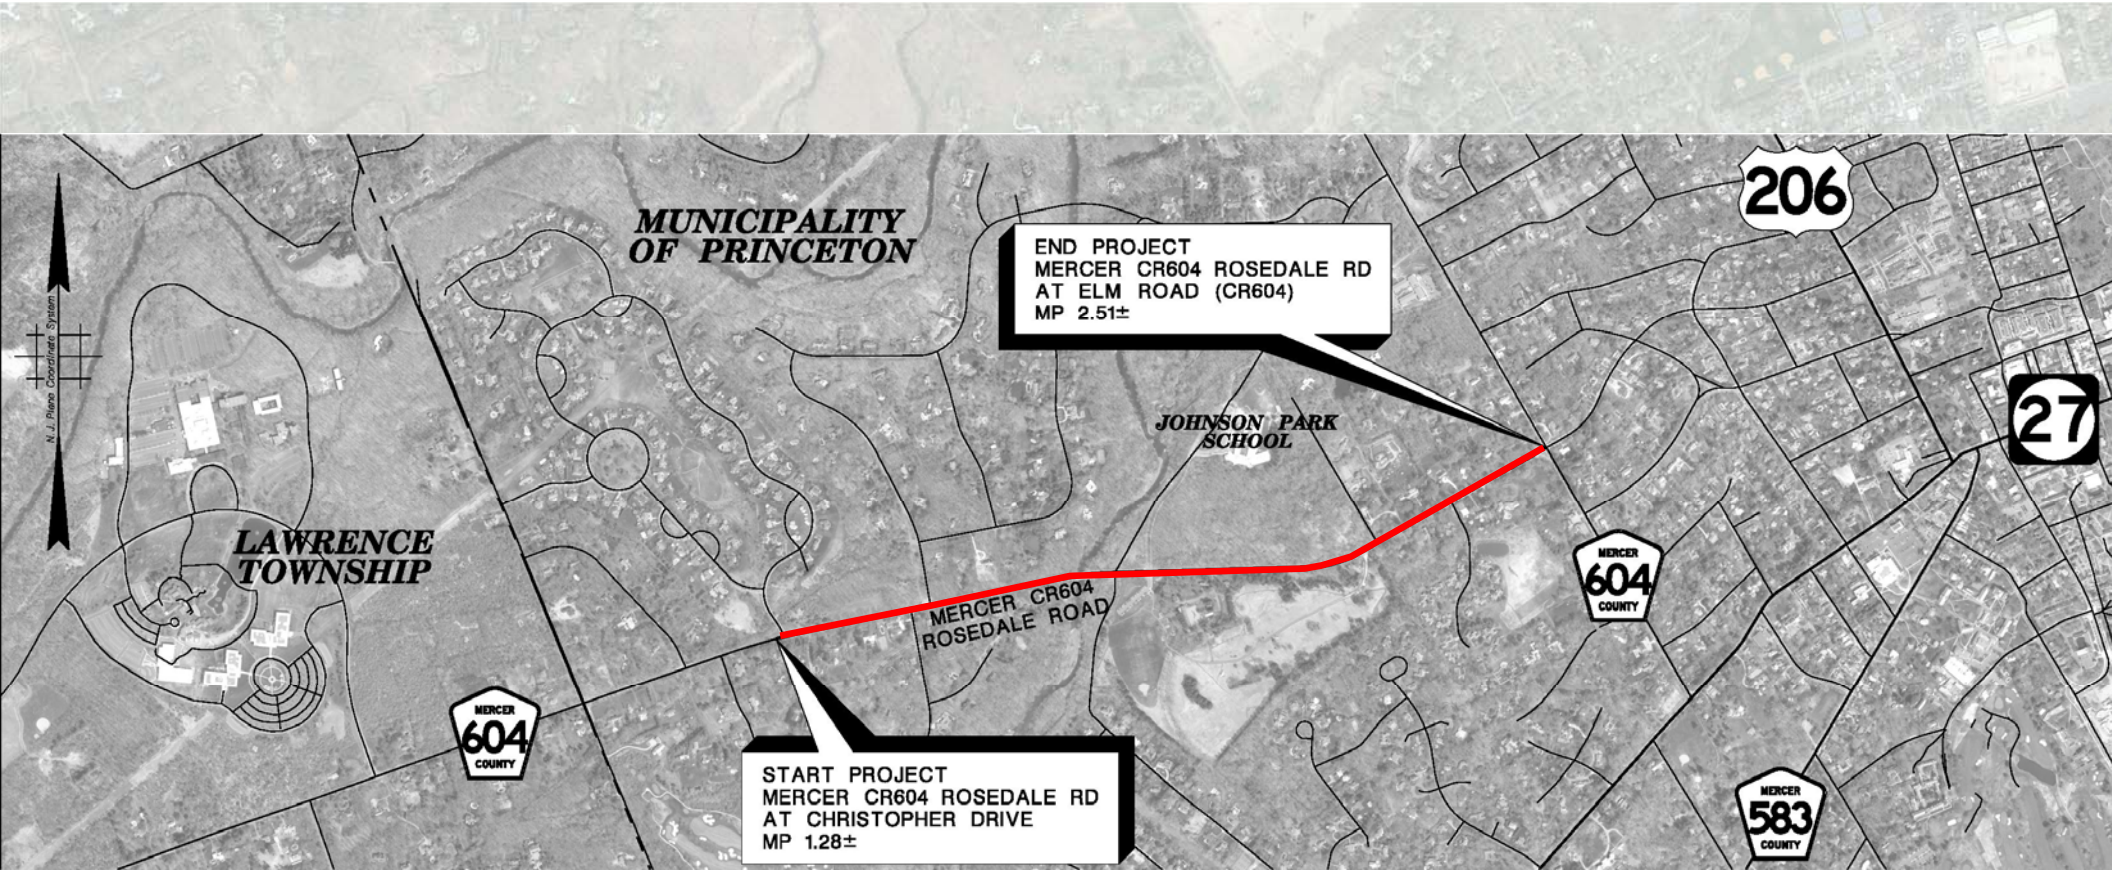 206
MUNICIPALITY
OF PRINCETON
END PROJECT
MERCER CR604 ROSEDALE RD
AT ELM ROAD (CR604)
MP 2.51±
N.J. Plane Coordinate System
27
JOHNSON PARK
SCHOOL
LAWRENCE
TOWNSHIP
MERCER
604
COUNTY
MERCER CR604
ROSEDALE ROAD
MERCER
604
COUNTY
START PROJECT
MERCER CR604 ROSEDALE RD
AT CHRISTOPHER DRIVE
MP 1.28±
MERCER
583
COUNTY